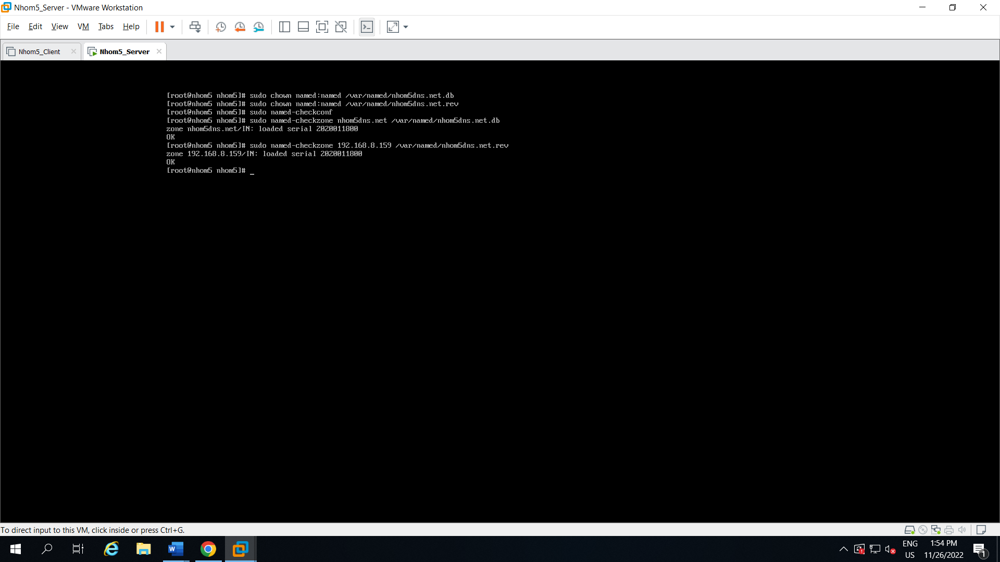 Nhom5_Server - VMware Workstation
File Edit View VM Tabs Help
Nhom5_Client
Nhom5_Server
[root@nhom5 nhom5]# sudo chown named:named /var/named/nhom5dns.net.db
[root@nhom5 nhom5]# sudo chown named:named /var/named/nhom5dns.net.rev
[root@nhom5 nhom5]# sudo named-checkconf
[root@nhom5 nhom5]# sudo named-checkzone nhom5dns.net /var/named/nhom5dns.net.db
zone nhom5dns.net/IN: loaded serial 2020011800
OK
[root@nhom5 nhom5]# sudo named-checkzone 192.168.8.159 /var/named/nhom5dns.net.rev
zone 192.168.8.159/IN: loaded serial 2020011800
OK
[root@nhom5 nhom5]# _
To direct input to this VM, click inside or press Ctrl+G.
ENG
US
1:54 PM
11/26/2022
1